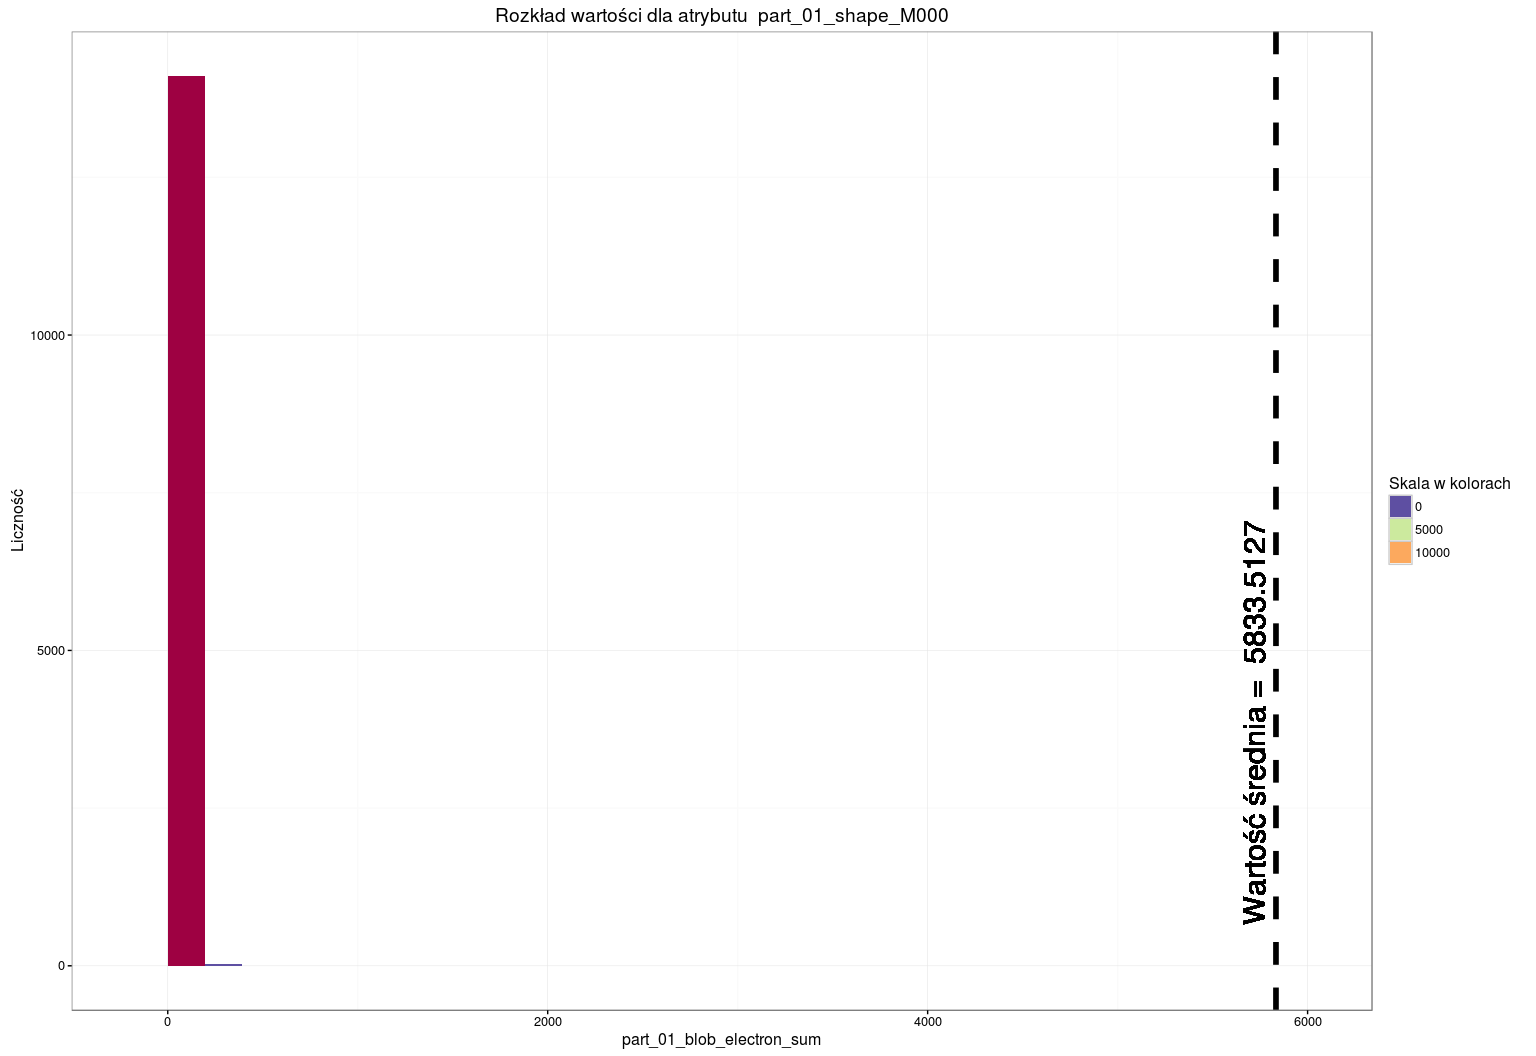 Rozkład wartości dla atrybutu  part_01_shape_M000
Liczność
10000
5000
0
Wartość średnia =  5833.5127
0
2000
4000
6000
part_01_blob_electron_sum
Skala w kolorach
0
5000
10000